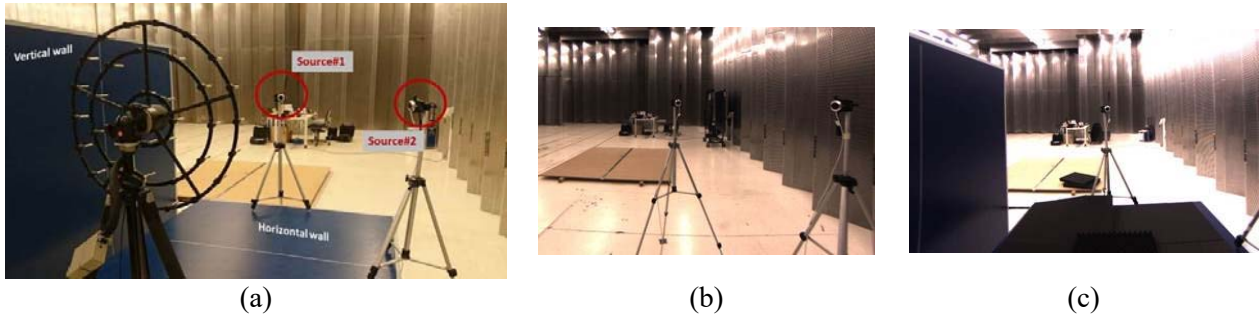 Vertical wall
Source#1
Source#2
Horizontal wall
(a)
(b)
(c)